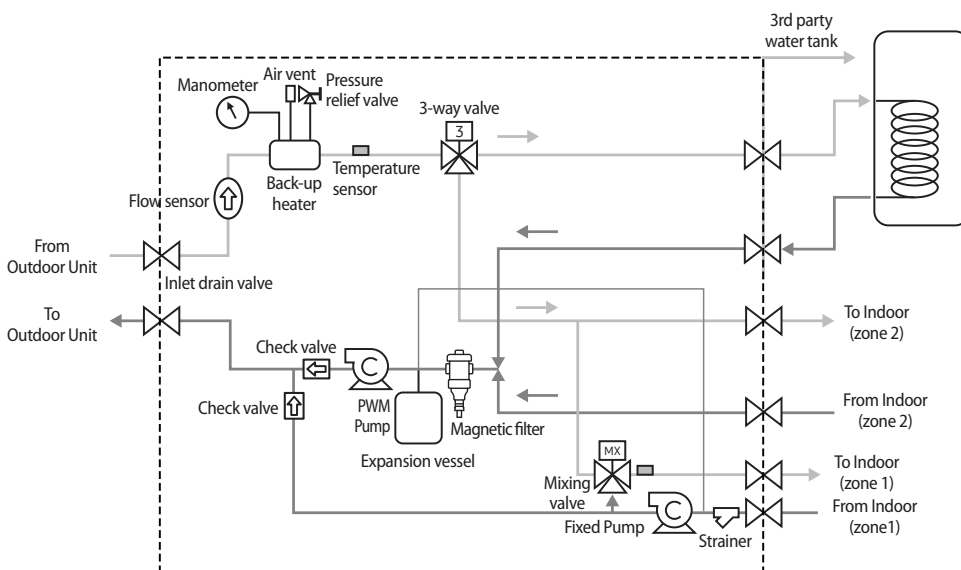 3rd party
water tank
Air vent
Pressure
relief valve
Manometer
3-way valve
3
Temperature
sensor
Back-up
heater
Flow sensor
From
Outdoor Unit
Inlet drain valve
To
Outdoor Unit
To Indoor
(zone 2)
Check valve
C
Check valve
PWM
Pump
Magnetic filter
From Indoor
(zone 2)
Expansion vessel
MX
To Indoor
(zone 1)
Mixing
valve
C
From Indoor
(zone1)
Fixed Pump
Strainer